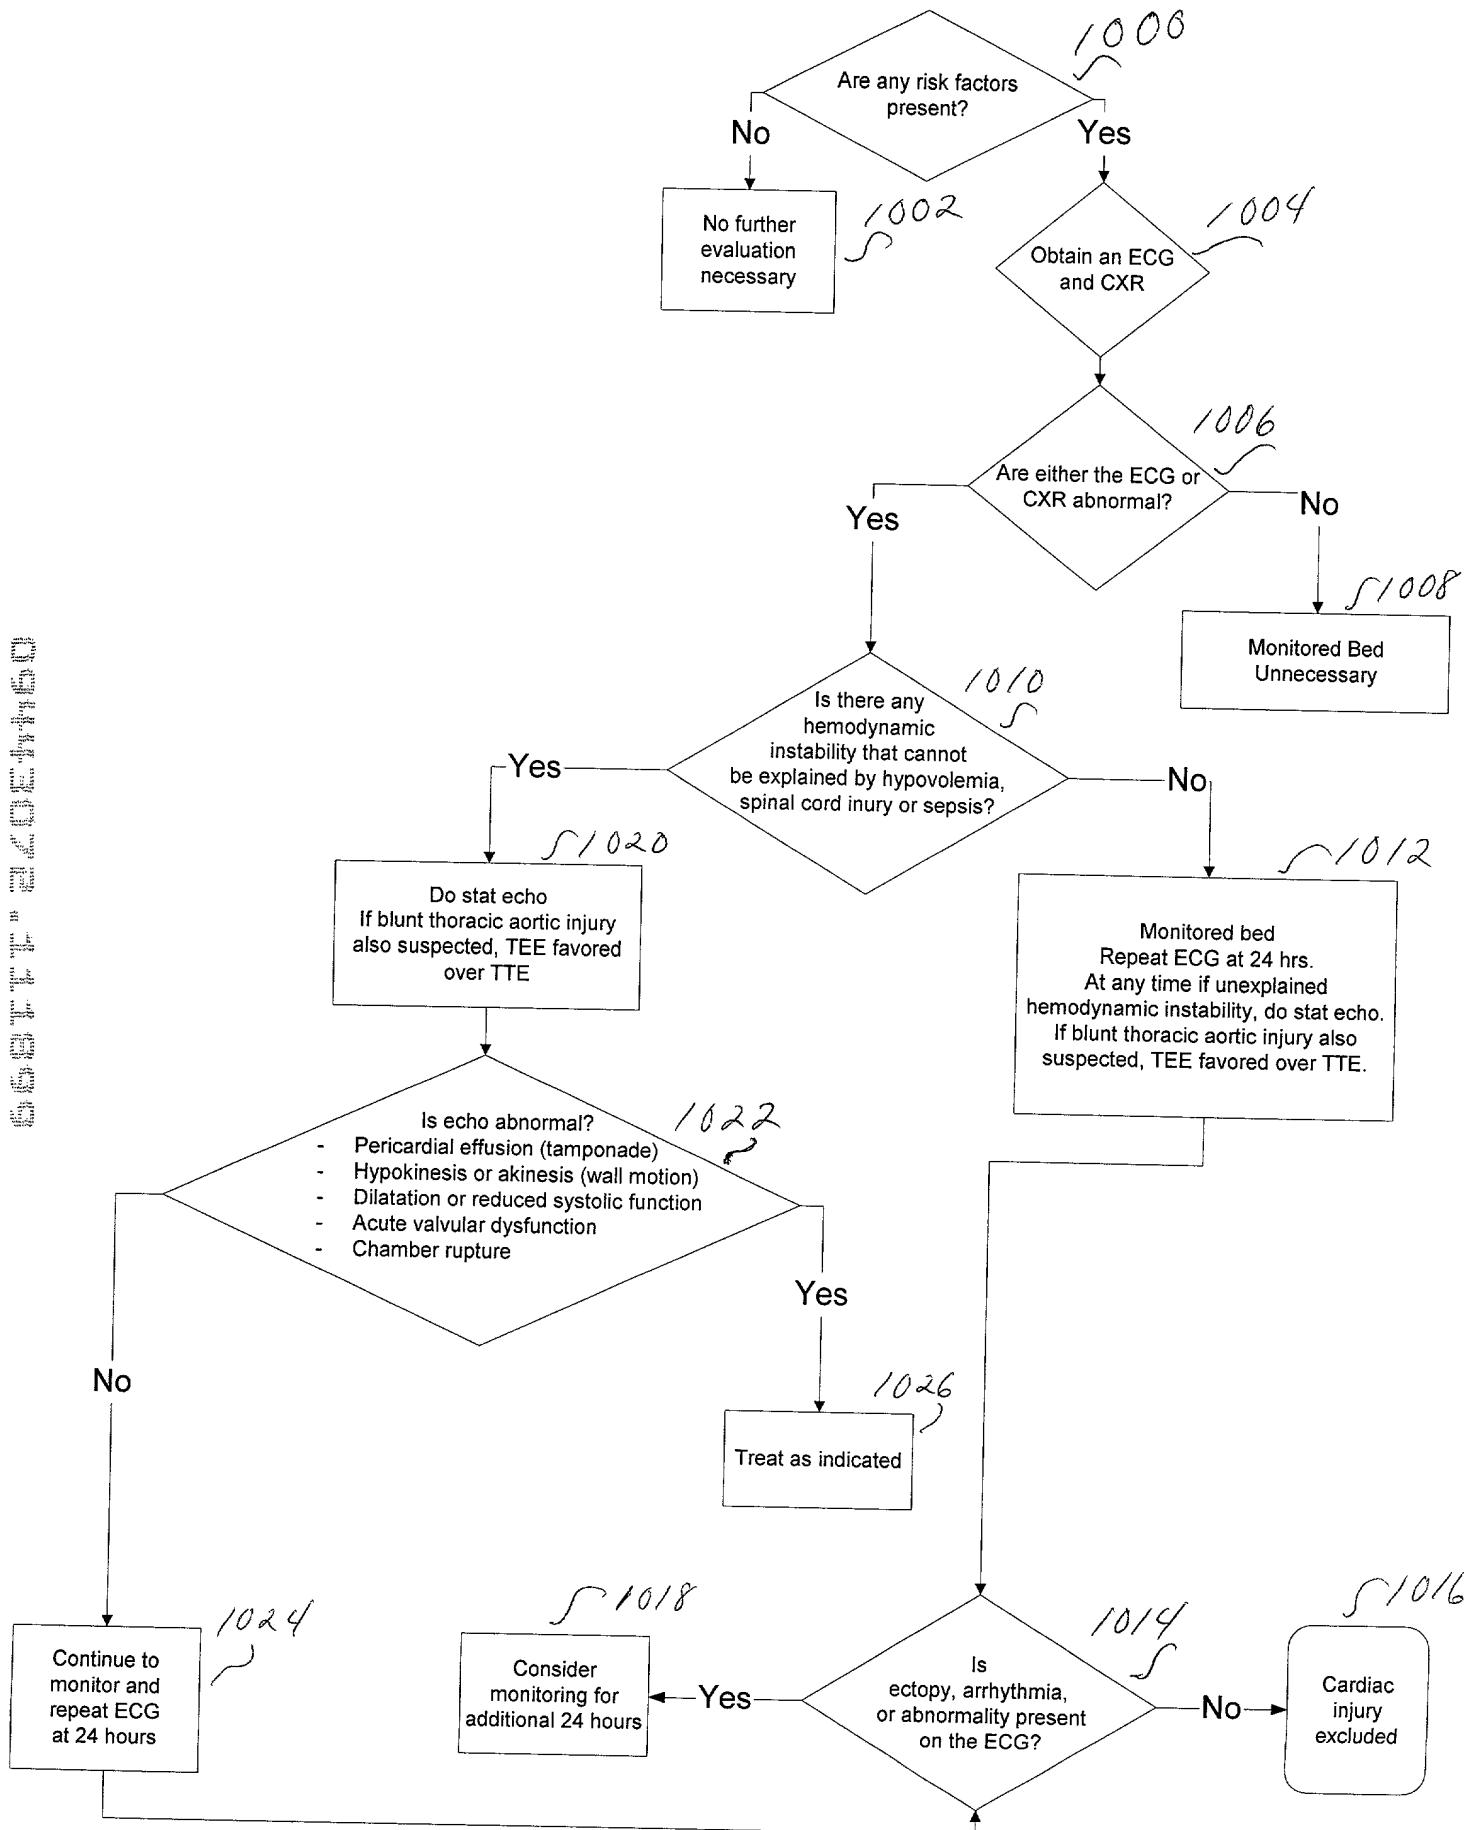 1000
Are any risk factors
present?
No
Yes
1002
No further
evaluation
necessary
1004
Obtain an ECG
and CXR
1006
Are either the ECG or
CXR abnormal?
Yes
No
1008
Monitored Bed
Unnecessary
1010
Is there any
hemodynamic
instability that cannot
be explained by hypovolemia,
spinal cord inury or sepsis?
Yes
No
1020
Do stat echo
If blunt thoracic aortic injury
also suspected, TEE favored
over TTE
1012
Monitored bed
Repeat ECG at 24 hrs.
At any time if unexplained
hemodynamic instability, do stat echo.
If blunt thoracic aortic injury also
suspected, TEE favored over TTE.
1022
Is echo abnormal?
- Pericardial effusion (tamponade)
- Hypokinesis or akinesis (wall motion)
- Dilatation or reduced systolic function
- Acute valvular dysfunction
- Chamber rupture
Yes
No
1026
Treat as indicated
1024
Continue to
monitor and
repeat ECG
at 24 hours
1018
Consider
monitoring for
additional 24 hours
Yes
1014
Is
ectopy, arrhythmia,
or abnormality present
on the ECG?
No
1016
Cardiac
injury
excluded